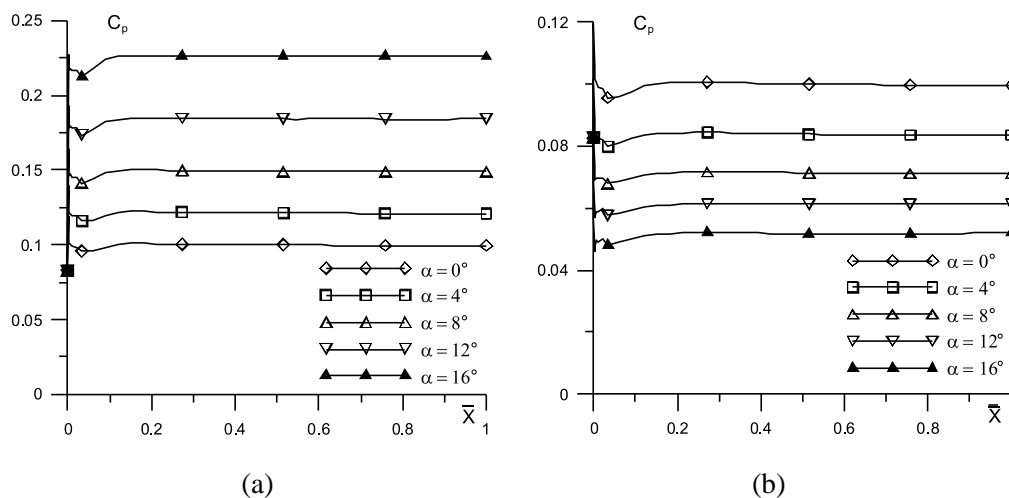 0.25
C_p
0.2
0.15
0.1
0.05
0
α = 0°
α = 4°
α = 8°
α = 12°
α = 16°
X̅
0 0.2 0.4 0.6 0.8 1
(a)
0.12
C_p
0.08
0.04
0
α = 0°
α = 4°
α = 8°
α = 12°
α = 16°
X̅
0 0.2 0.4 0.6 0.8
(b)